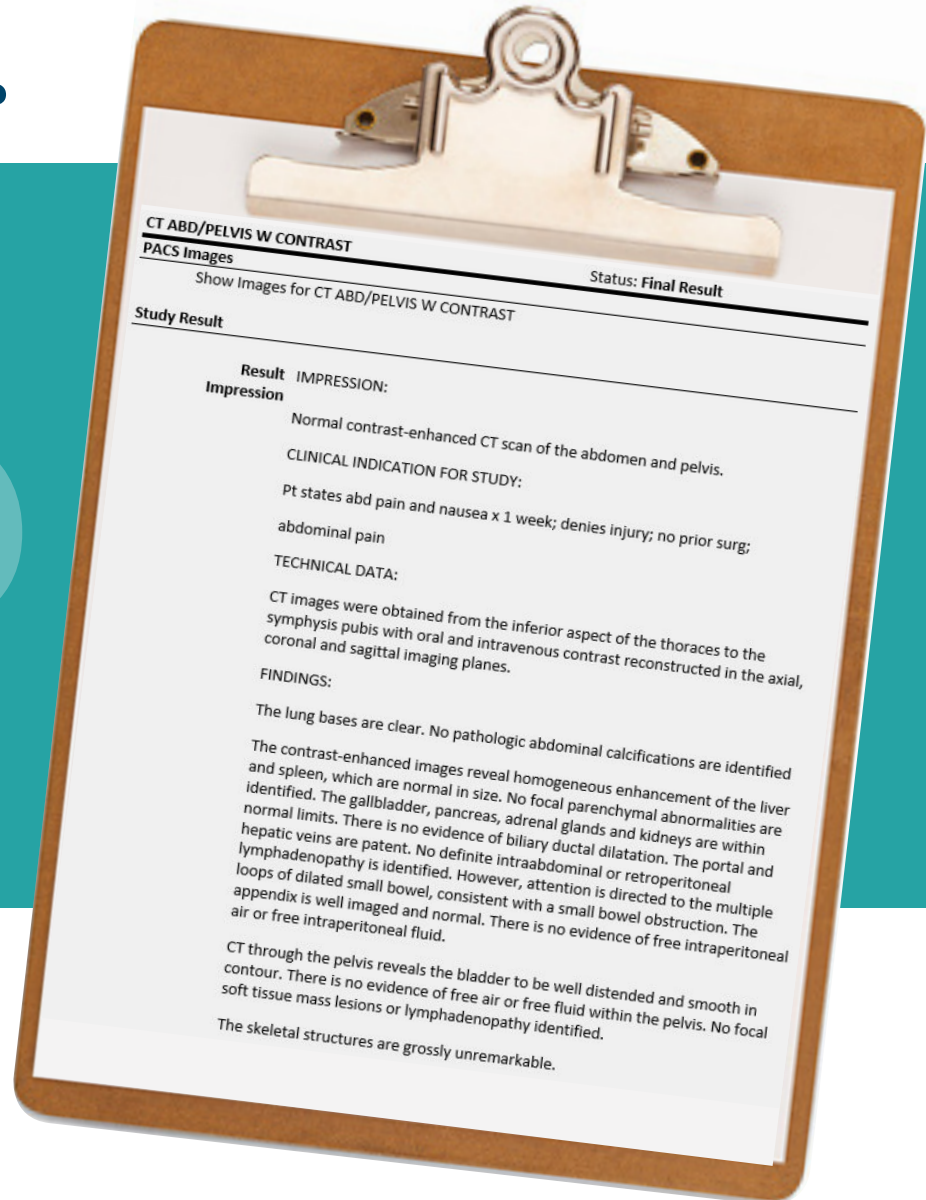 CT ABD/PELVIS W CONTRAST
Status: Final Result
PACS Images
Show Images for CT ABD/PELVIS W CONTRAST
Study Result
Result Impression
IMPRESSION:
Normal contrast-enhanced CT scan of the abdomen and pelvis.
CLINICAL INDICATION FOR STUDY:
Pt states abd pain and nausea x 1 week; denies injury; no prior surg;
abdominal pain
TECHNICAL DATA:
CT images were obtained from the inferior aspect of the thoraces to the
symphysis pubis with oral and intravenous contrast reconstructed in the axial,
coronal and sagittal imaging planes.
FINDINGS:
The lung bases are clear. No pathologic abdominal calcifications are identified
The contrast-enhanced images reveal homogeneous enhancement of the liver
and spleen, which are normal in size. No focal parenchymal abnormalities are
identified. The gallbladder, pancreas, adrenal glands and kidneys are within
normal limits. There is no evidence of biliary ductal dilatation. The portal and
hepatic veins are patent. No definite intraabdominal or retroperitoneal
lymphadenopathy is identified. However, attention is directed to the multiple
loops of dilated small bowel, consistent with a small bowel obstruction. The
appendix is well imaged and normal. There is no evidence of free intraperitoneal
air or free intraperitoneal fluid.
CT through the pelvis reveals the bladder to be well distended and smooth in
contour. There is no evidence of free air or free fluid within the pelvis. No focal
soft tissue mass lesions or lymphadenopathy identified.
The skeletal structures are grossly unremarkable.